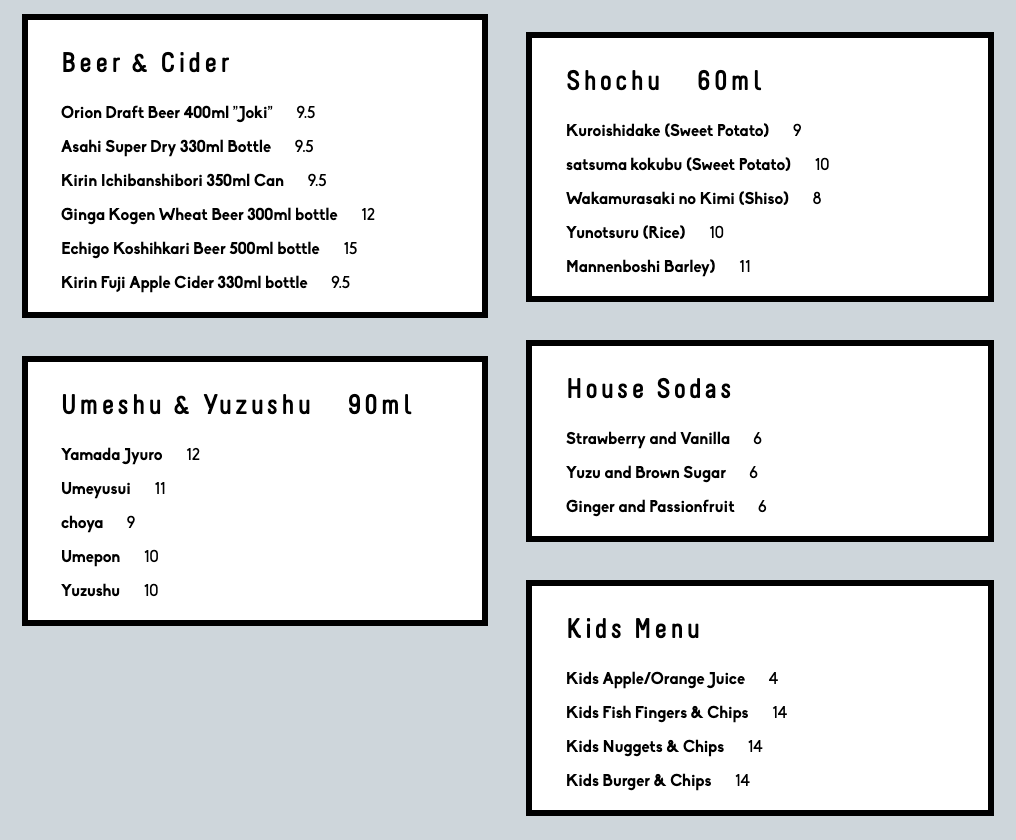 Beer & Cider
Orion Draft Beer 400ml "Joki" 9.5
Asahi Super Dry 330ml Bottle 9.5
Kirin Ichibanshibori 350ml Can 9.5
Ginga Kogen Wheat Beer 300ml bottle 12
Echigo Koshihkari Beer 500ml bottle 15
Kirin Fuji Apple Cider 330ml bottle 9.5
Umeshu & Yuzushu 90ml
Yamada Jyuro 12
Umeyusui 11
choya 9
Umepon 10
Yuzushu 10
Shochu 60ml
Kuroishidake (Sweet Potato) 9
satsuma kokubu (Sweet Potato) 10
Wakamurasaki no Kimi (Shiso) 8
Yunotsuru (Rice) 10
Mannenboshi Barley) 11
House Sodas
Strawberry and Vanilla 6
Yuzu and Brown Sugar 6
Ginger and Passionfruit 6
Kids Menu
Kids Apple/Orange Juice 4
Kids Fish Fingers & Chips 14
Kids Nuggets & Chips 14
Kids Burger & Chips 14